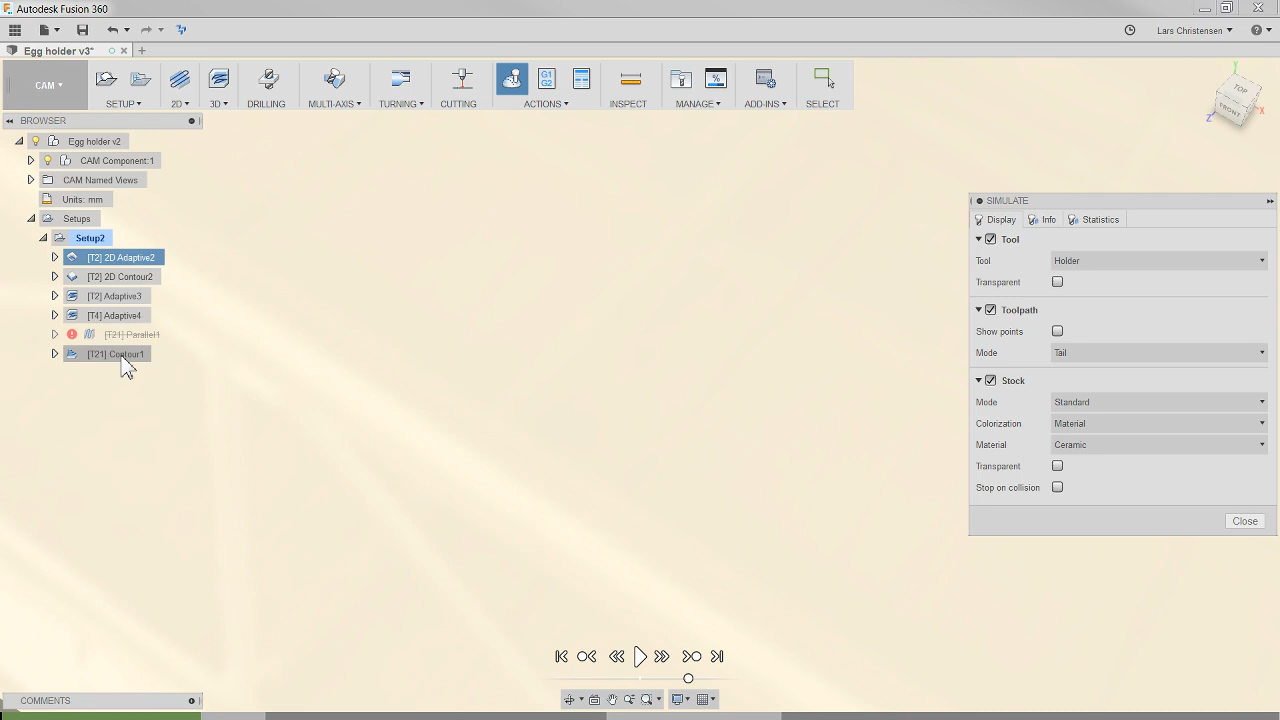 Autodesk Fusion 360
Lars Christensen
Egg holder v3*
CAM
SETUP
2D
3D
DRILLING
MULTI-AXIS
TURNING
CUTTING
G1
G2
ACTIONS
INSPECT
MANAGE
ADD-INS
SELECT
TOP
FRONT
X
Y
Z
BROWSER
Egg holder v2
CAM Component:1
CAM Named Views
Units: mm
Setups
Setup2
[T2] 2D Adaptive2
[T2] 2D Contour2
[T2] Adaptive3
[T4] Adaptive4
[T21] Parallel1
[T21] Contour1
SIMULATE
Display Info Statistics
Tool
Tool Holder
Transparent
Toolpath
Show points
Mode Tail
Stock
Mode Standard
Colorization Material
Material Ceramic
Transparent
Stop on collision
Close
COMMENTS